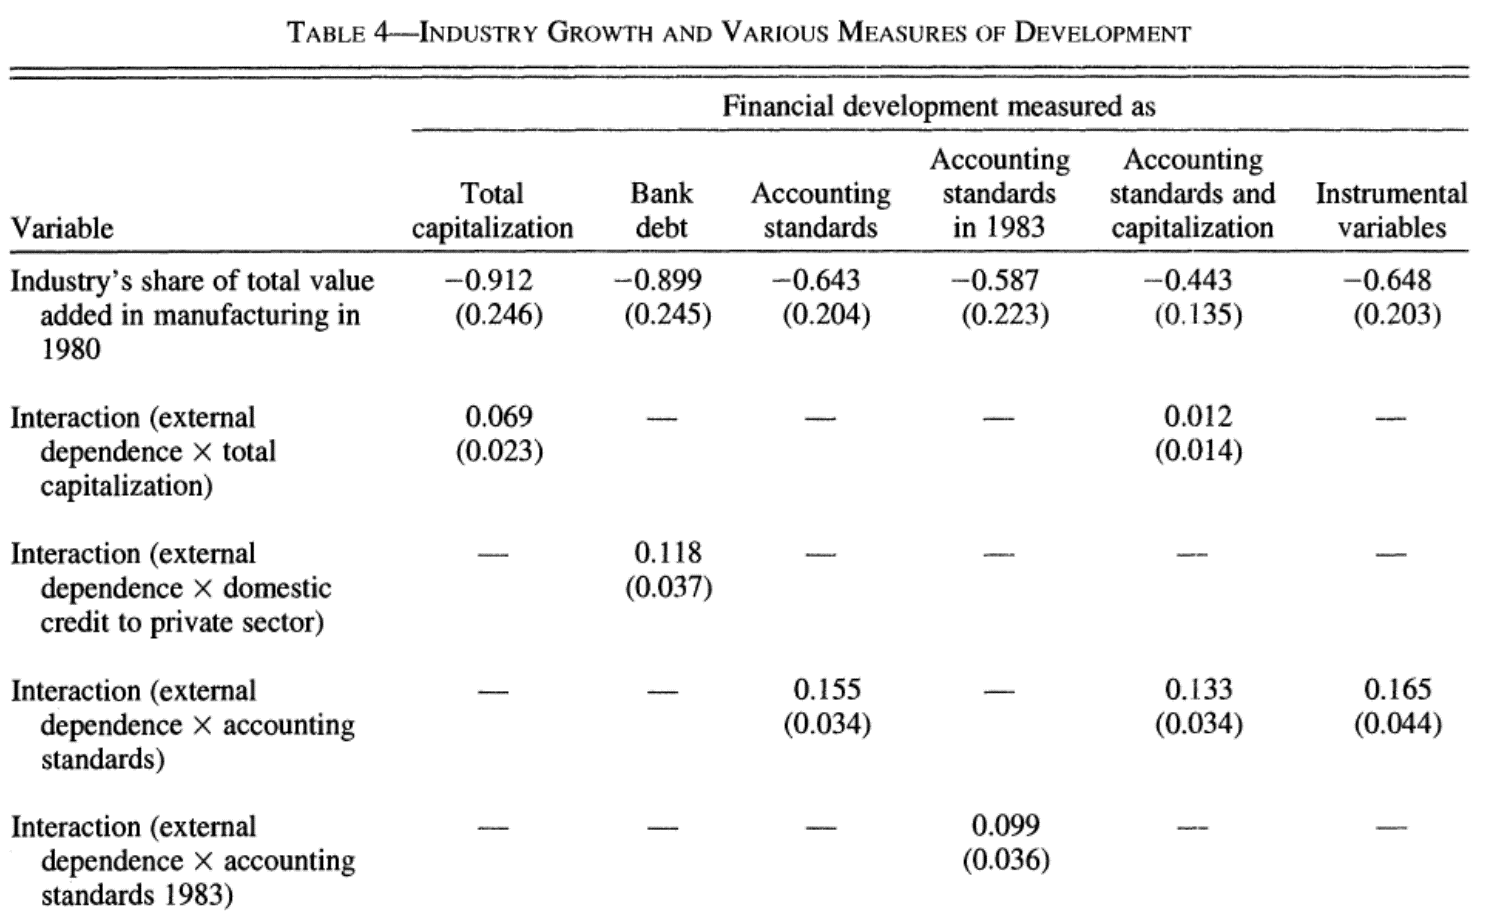 TABLE 4—INDUSTRY GROWTH AND VARIOUS MEASURES OF DEVELOPMENT
Financial development measured as
Variable Total capitalization Bank debt Accounting standards Accounting standards in 1983 Accounting standards and capitalization Instrumental variables
Industry's share of total value −0.912 −0.899 −0.643 −0.587 −0.443 −0.648
added in manufacturing in (0.246) (0.245) (0.204) (0.223) (0.135) (0.203)
1980
Interaction (external 0.069 — — — 0.012 —
dependence × total (0.023) (0.014)
capitalization)
Interaction (external — 0.118 — — — —
dependence × domestic (0.037)
credit to private sector)
Interaction (external — — 0.155 — 0.133 0.165
dependence × accounting (0.034) (0.034) (0.044)
standards)
Interaction (external — — — 0.099 — —
dependence × accounting (0.036)
standards 1983)